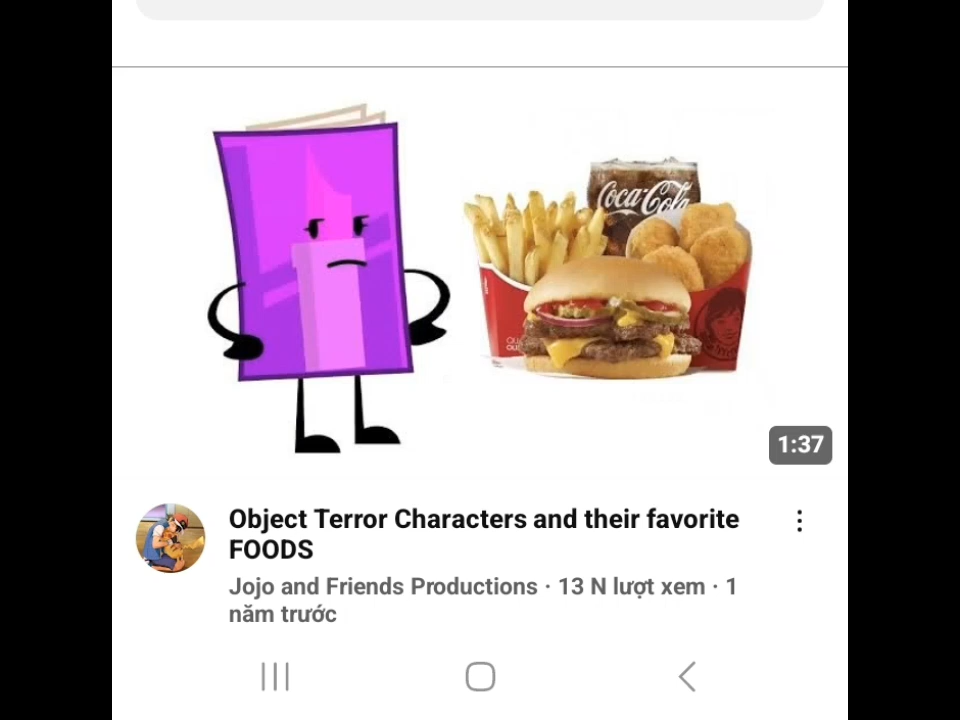 Coca-Cola
1:37
Object Terror Characters and their favorite
FOODS
Jojo and Friends Productions · 13 N lượt xem · 1
năm trước